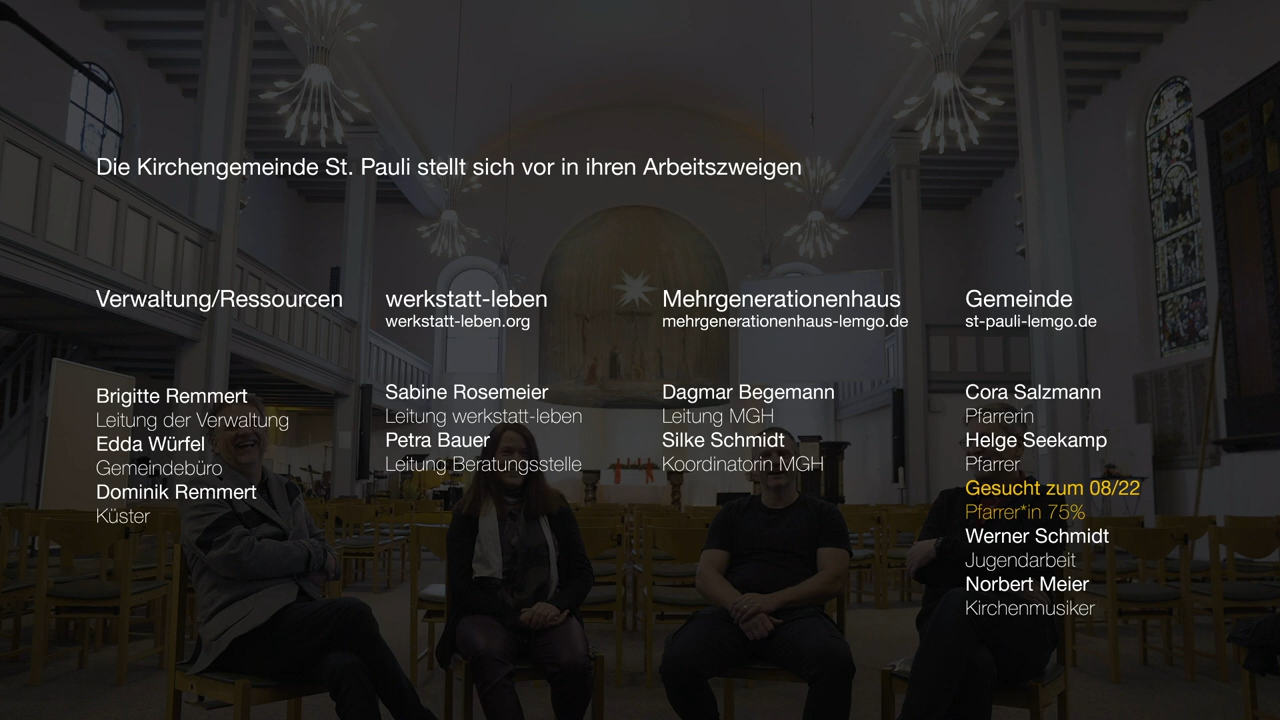 Die Kirchengemeinde St. Pauli stellt sich vor in ihren Arbeitszweigen
Verwaltung/Ressourcen
Brigitte Remmert
Leitung der Verwaltung
Edda Würfel
Gemeindebüro
Dominik Remmert
Küster
werkstatt-leben
werkstatt-leben.org
Sabine Rosemeier
Leitung werkstatt-leben
Petra Bauer
Leitung Beratungsstelle
Mehrgenerationenhaus
mehrgenerationenhaus-lemgo.de
Dagmar Begemann
Leitung MGH
Silke Schmidt
Koordinatorin MGH
Gemeinde
st-pauli-lemgo.de
Cora Salzmann
Pfarrerin
Helge Seekamp
Pfarrer
Gesucht zum 08/22
Pfarrer*in 75%
Werner Schmidt
Jugendarbeit
Norbert Meier
Kirchenmusiker